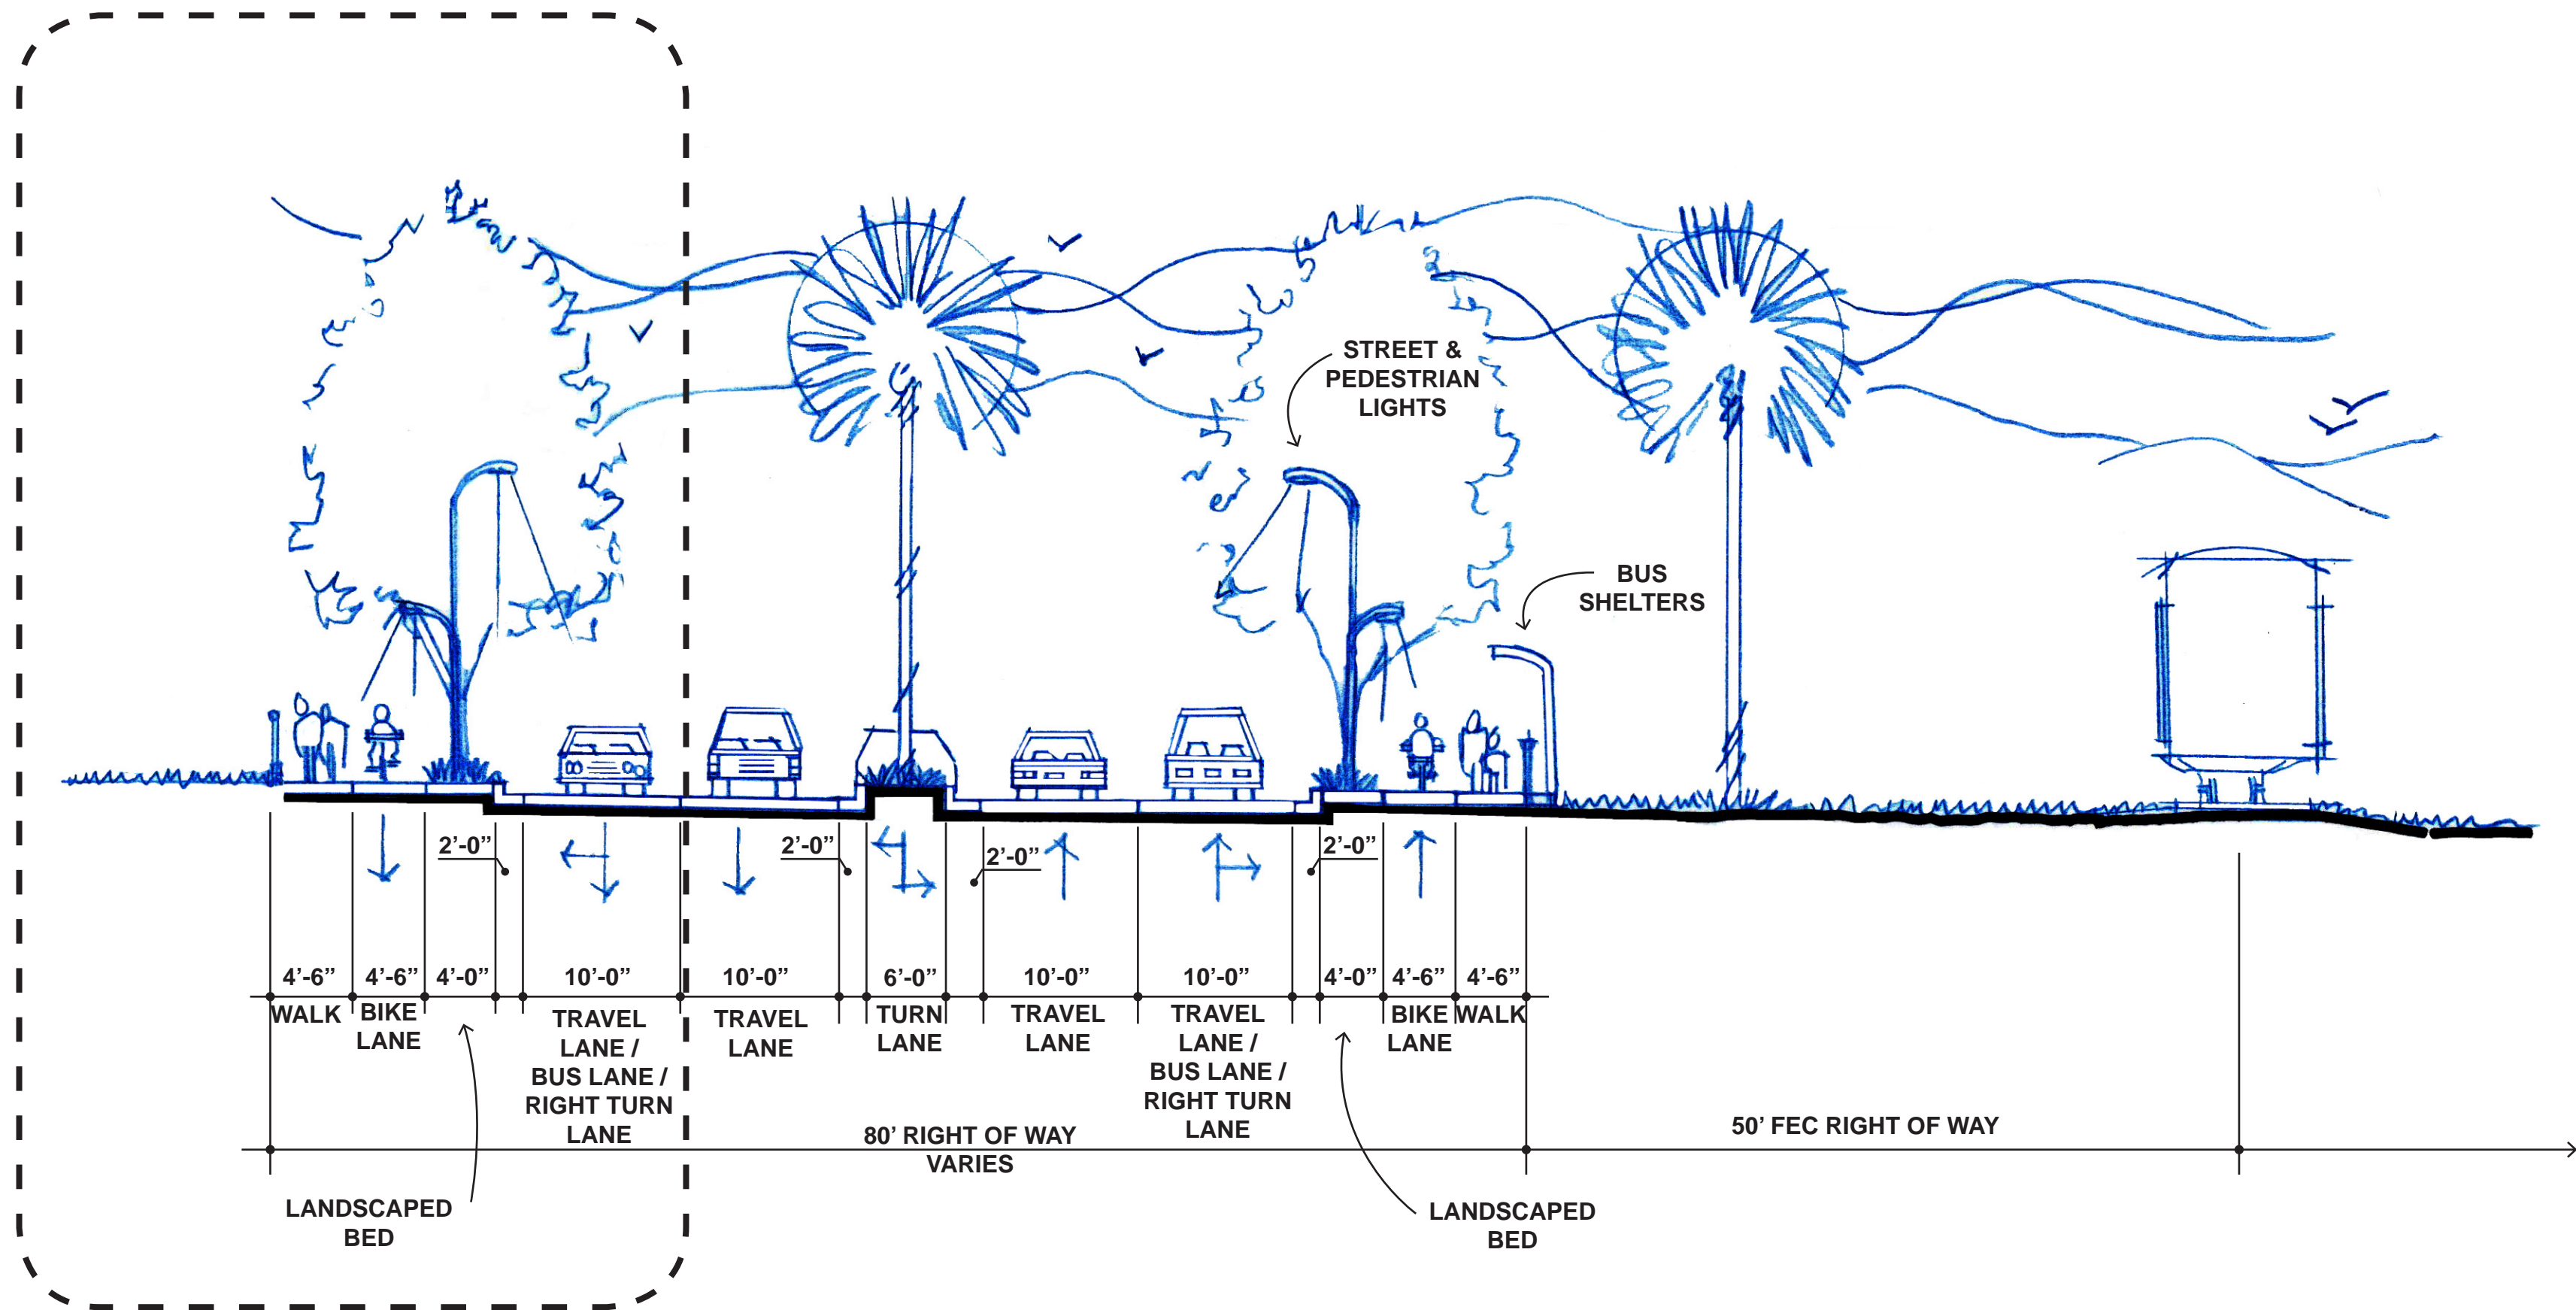 STREET &
PEDESTRIAN
LIGHTS
BUS
SHELTERS
2’-0”
2’-0”
2’-0”
2’-0”
4’-6”
4’-6”
4’-0”
10’-0”
10’-0”
6’-0”
10’-0”
10’-0”
4’-0”
4’-6”
4’-6”
WALK
BIKE
LANE
TRAVEL
LANE /
BUS LANE /
RIGHT TURN
LANE
TRAVEL
LANE
TURN
LANE
TRAVEL
LANE
TRAVEL
LANE /
BUS LANE /
RIGHT TURN
LANE
BIKE
LANE
WALK
80’ RIGHT OF WAY
VARIES
50’ FEC RIGHT OF WAY
LANDSCAPED
BED
LANDSCAPED
BED